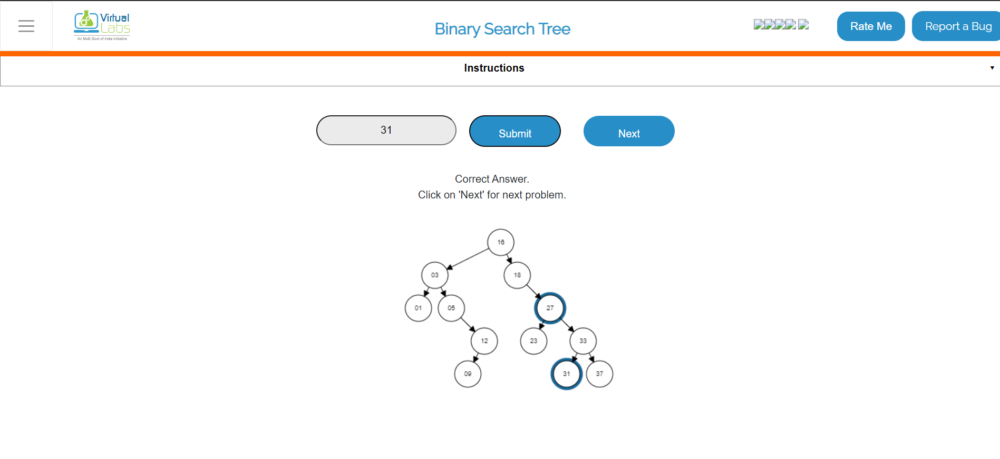 Virtual
Labs
An MoE Govt of India Initiative
Binary Search Tree
Rate Me
Report a Bug
Instructions
31
Submit
Next
Correct Answer.
Click on 'Next' for next problem.
16
03
18
01
05
27
12
23
33
09
31
37